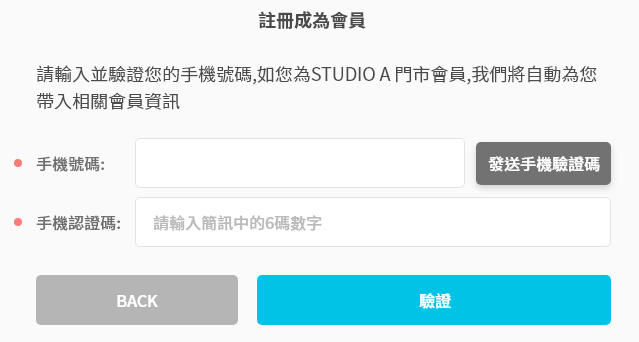 註冊成為會員
請輸入並驗證您的手機號碼,如您為STUDIO A 門市會員,我們將自動為您
帶入相關會員資訊
手機號碼:
發送手機驗證碼
手機認證碼:
請輸入簡訊中的6碼數字
BACK
驗證